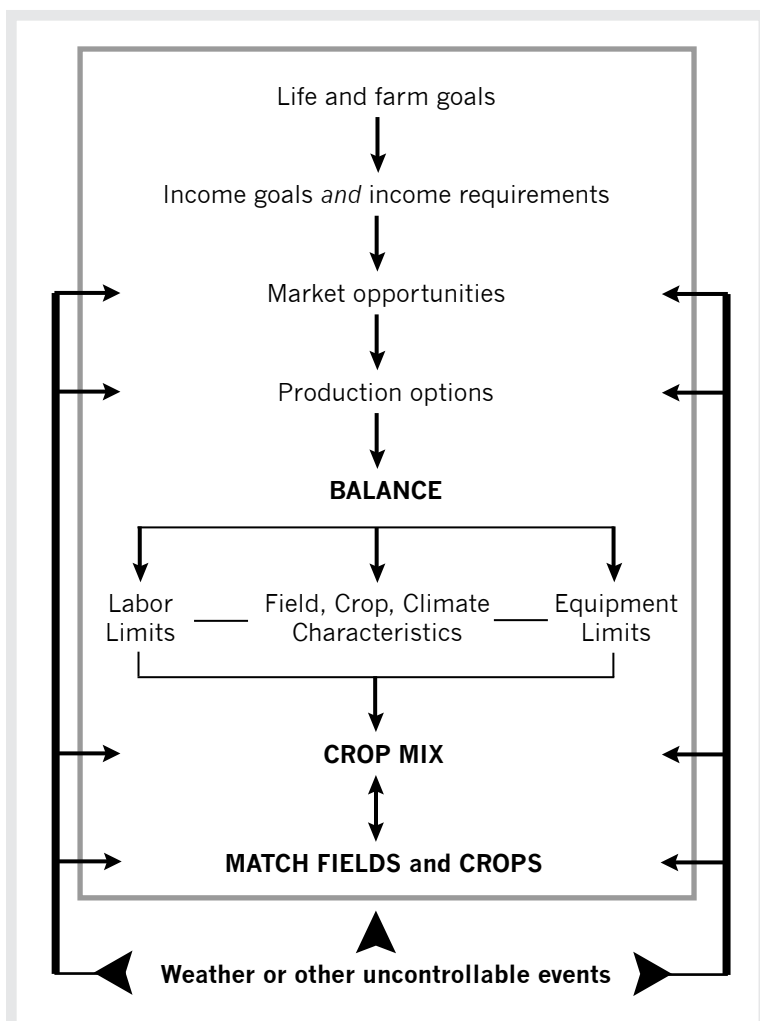 Life and farm goals
Income goals and income requirements
Market opportunities
Production options
BALANCE
Labor
Limits
Field, Crop, Climate
Characteristics
Equipment
Limits
CROP MIX
MATCH FIELDS and CROPS
Weather or other uncontrollable events